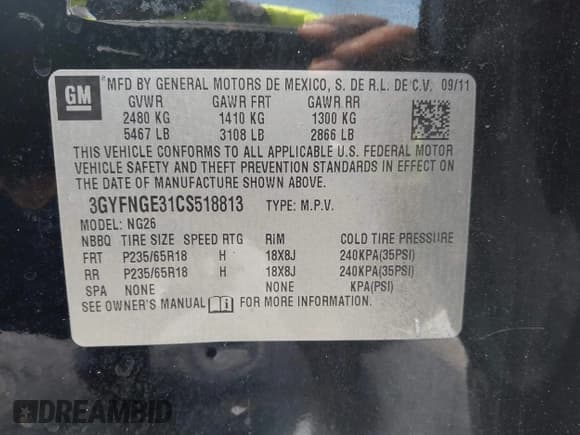 GM
MFD BY GENERAL MOTORS DE MEXICO, S. DE R.L. DE C.V. 09/11
GVWR GAWR FRT GAWR RR
2480 KG 1410 KG 1300 KG
5467 LB 3108 LB 2866 LB
THIS VEHICLE CONFORMS TO ALL APPLICABLE U.S. FEDERAL MOTOR
VEHICLE SAFETY AND THEFT PREVENTION STANDARDS IN EFFECT ON
THE DATE OF MANUFACTURE SHOWN ABOVE.
3GYFNGE31CS518813 TYPE: M.P.V.
MODEL: NG26
NBBQ TIRE SIZE SPEED RTG RIM COLD TIRE PRESSURE
FRT P235/65R18 H 18X8J 240KPA(35PSI)
RR P235/65R18 H 18X8J 240KPA(35PSI)
SPA NONE NONE KPA(PSI)
SEE OWNER'S MANUAL FOR MORE INFORMATION.
DREAMBID